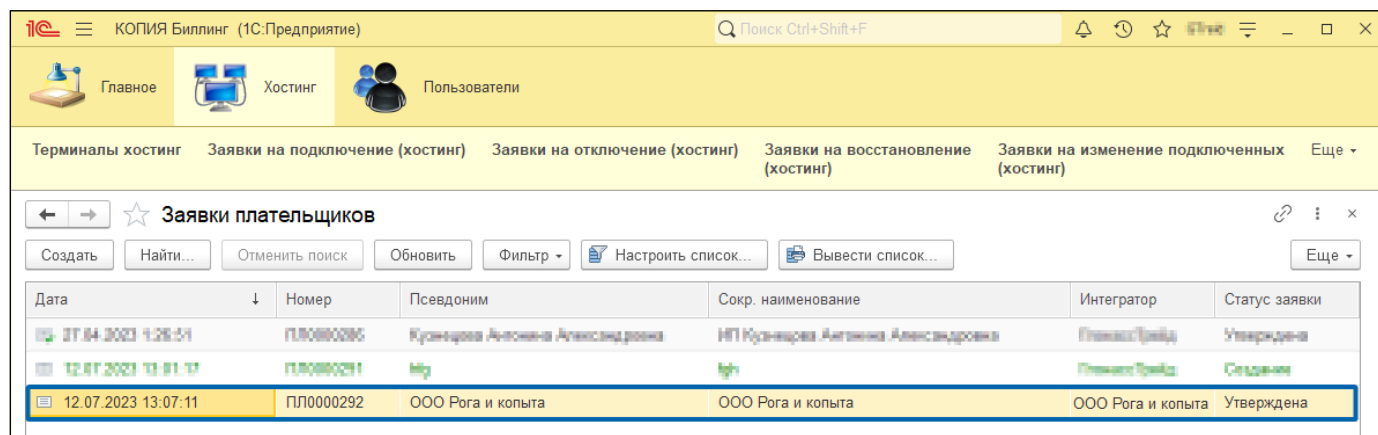 1С КОПИЯ Биллинг (1С:Предприятие) Поиск Ctrl+Shift+F
Главное Хостинг Пользователи
Терминалы хостинг Заявки на подключение (хостинг) Заявки на отключение (хостинг) Заявки на восстановление (хостинг) Заявки на изменение подключенных (хостинг) Еще
Заявки плательщиков
Создать Найти... Отменить поиск Обновить Фильтр Настроить список... Вывести список... Еще
Дата ↓ Номер Псевдоним Сокр. наименование Интегратор Статус заявки
12.07.2023 13:07:11 ПЛ0000292 ООО Рога и копыта ООО Рога и копыта ООО Рога и копыта Утверждена